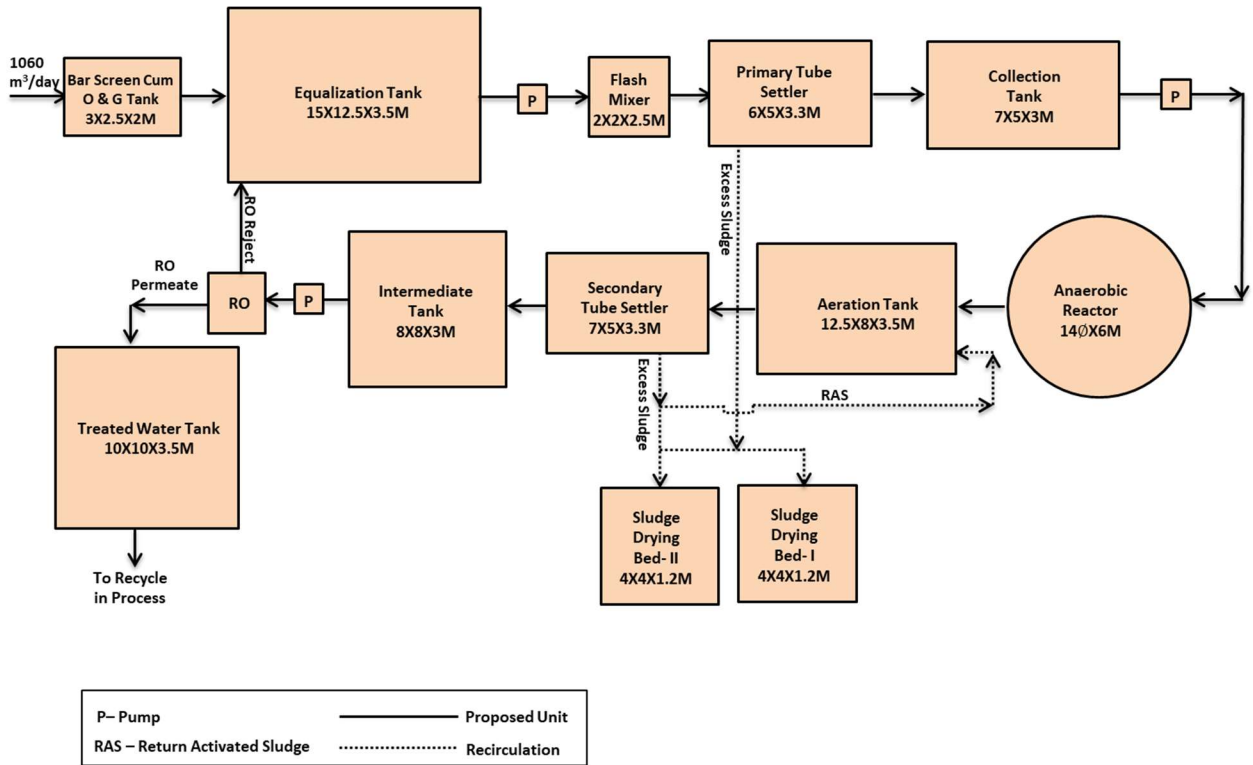 1060
m³/day
Bar Screen Cum
O & G Tank
3X2.5X2M
Equalization Tank
15X12.5X3.5M
P
Flash
Mixer
2X2X2.5M
Primary Tube
Settler
6X5X3.3M
Collection
Tank
7X5X3M
P
Excess Sludge
RO Reject
RO
Permeate
RO
P
Intermediate
Tank
8X8X3M
Secondary
Tube Settler
7X5X3.3M
Aeration Tank
12.5X8X3.5M
Anaerobic
Reactor
14ØX6M
Excess Sludge
RAS
Treated Water Tank
10X10X3.5M
Sludge
Drying
Bed- II
4X4X1.2M
Sludge
Drying
Bed- I
4X4X1.2M
To Recycle
in Process
P– Pump
Proposed Unit
RAS – Return Activated Sludge
Recirculation